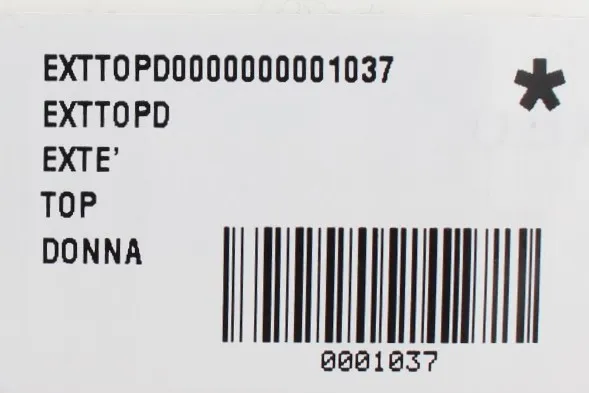 EXTTOPD0000000001037
*
EXTTOPD
EXTE'
TOP
DONNA
0001037